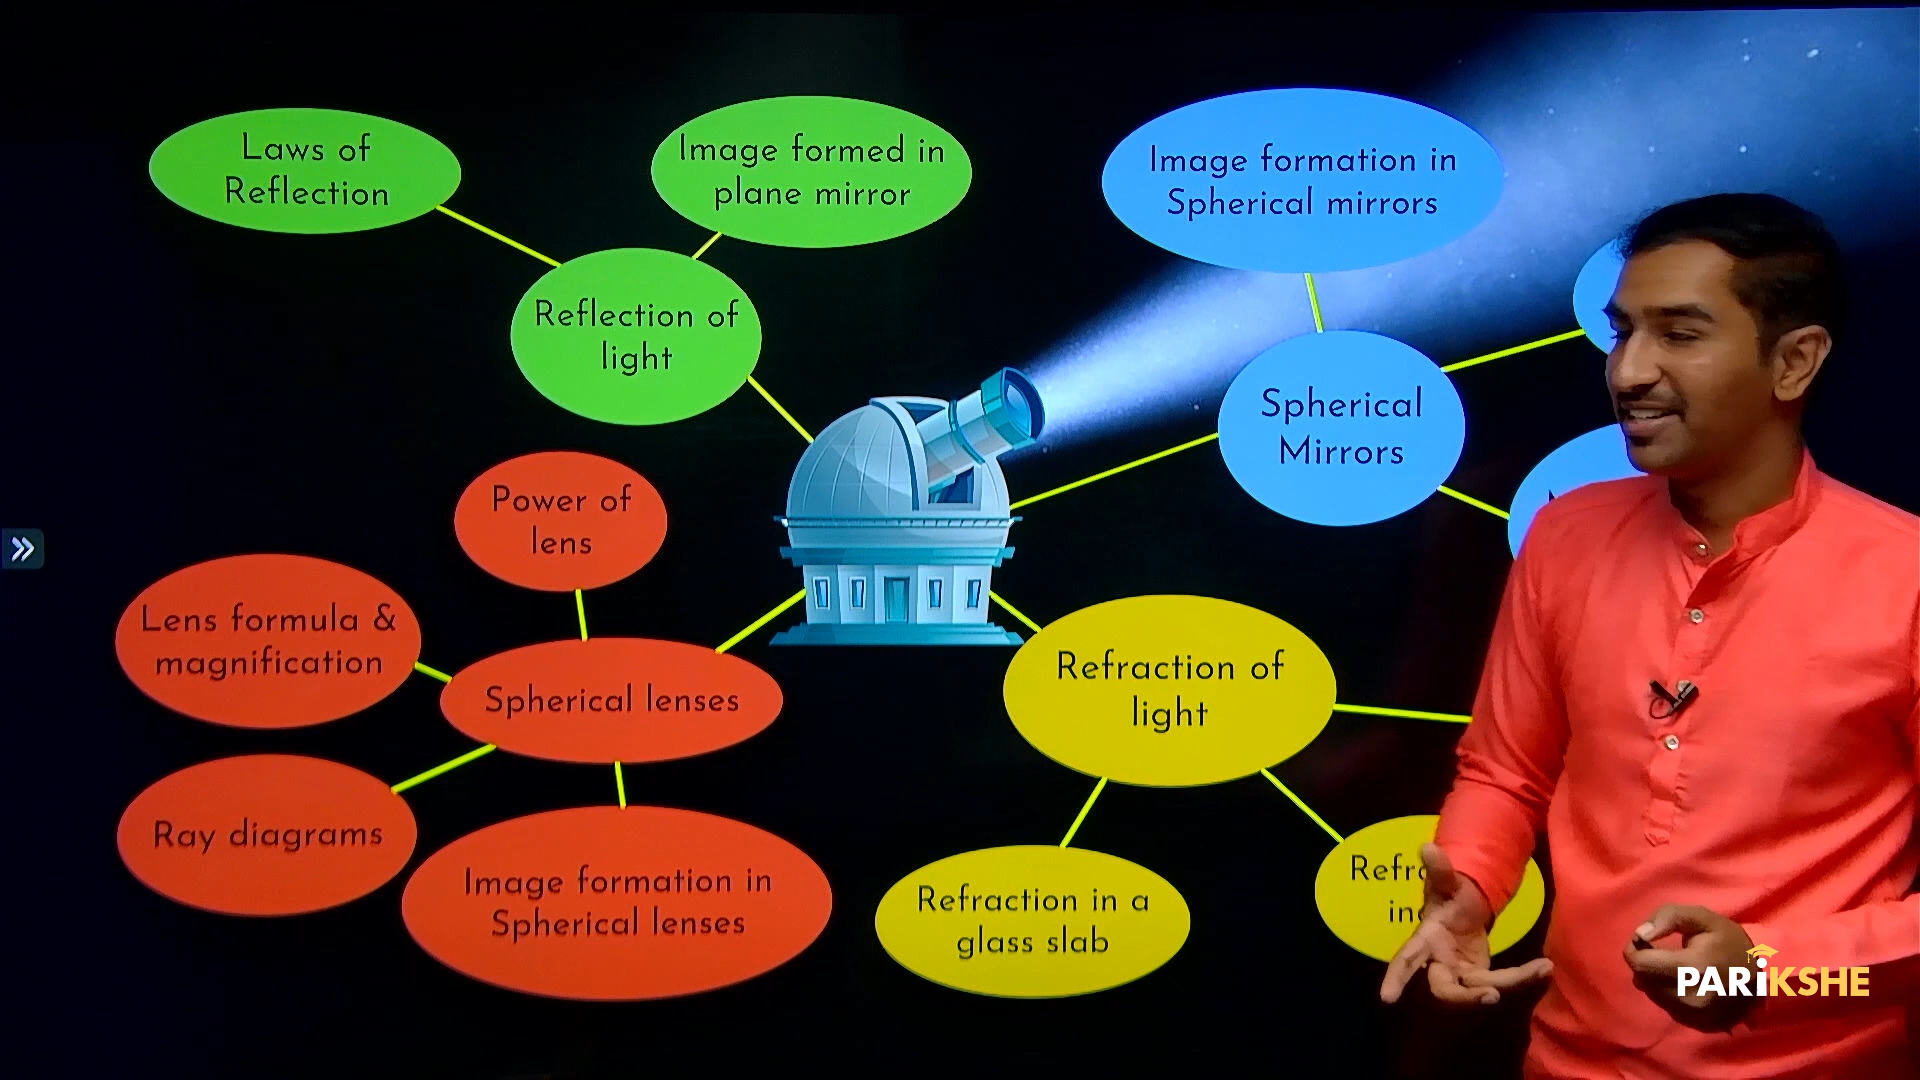 Laws of
Reflection
Image formed in
plane mirror
Reflection of
light
Image formation in
Spherical mirrors
Spherical
Mirrors
Power of
lens
Lens formula &
magnification
Spherical lenses
Ray diagrams
Image formation in
Spherical lenses
Refraction of
light
Refraction in a
glass slab
PARiKSHE